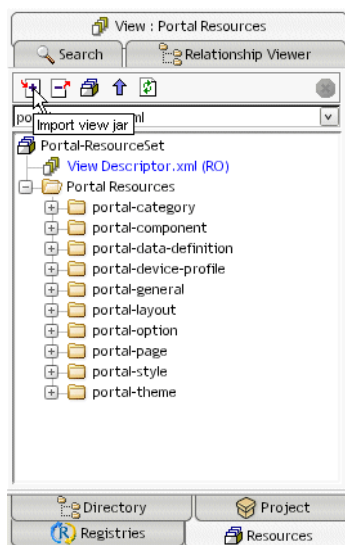 View : Portal Resources
Search
Relationship Viewer
Import view jar
Portal-ResourceSet
View Descriptor.xml (RO)
Portal Resources
portal-category
portal-component
portal-data-definition
portal-device-profile
portal-general
portal-layout
portal-option
portal-page
portal-style
portal-theme
Directory
Project
Registries
Resources